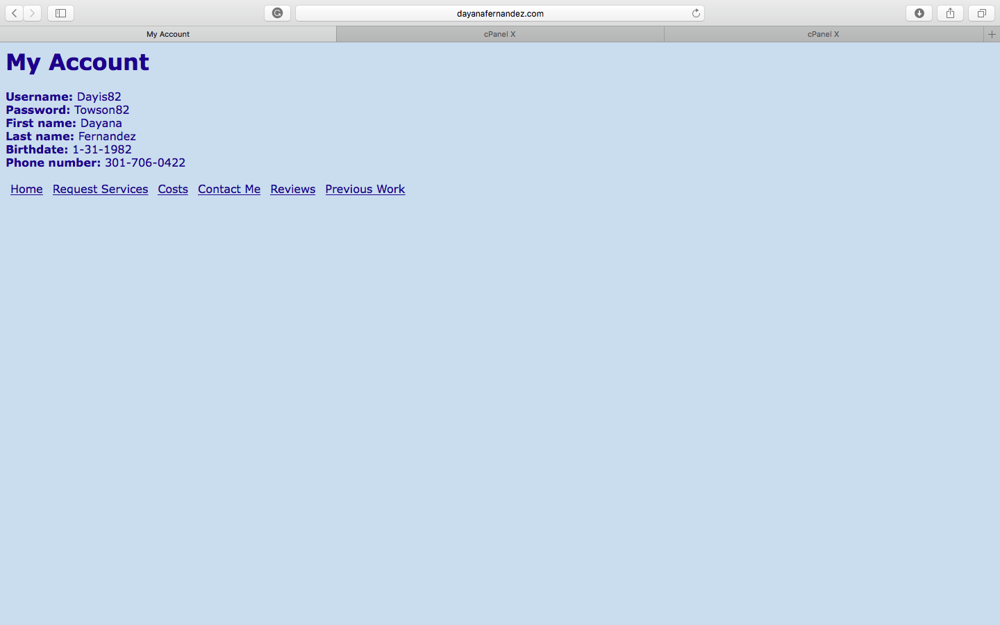 dayanafernandez.com
My Account cPanel X cPanel X
My Account
Username: Dayis82
Password: Towson82
First name: Dayana
Last name: Fernandez
Birthdate: 1-31-1982
Phone number: 301-706-0422
Home Request Services Costs Contact Me Reviews Previous Work